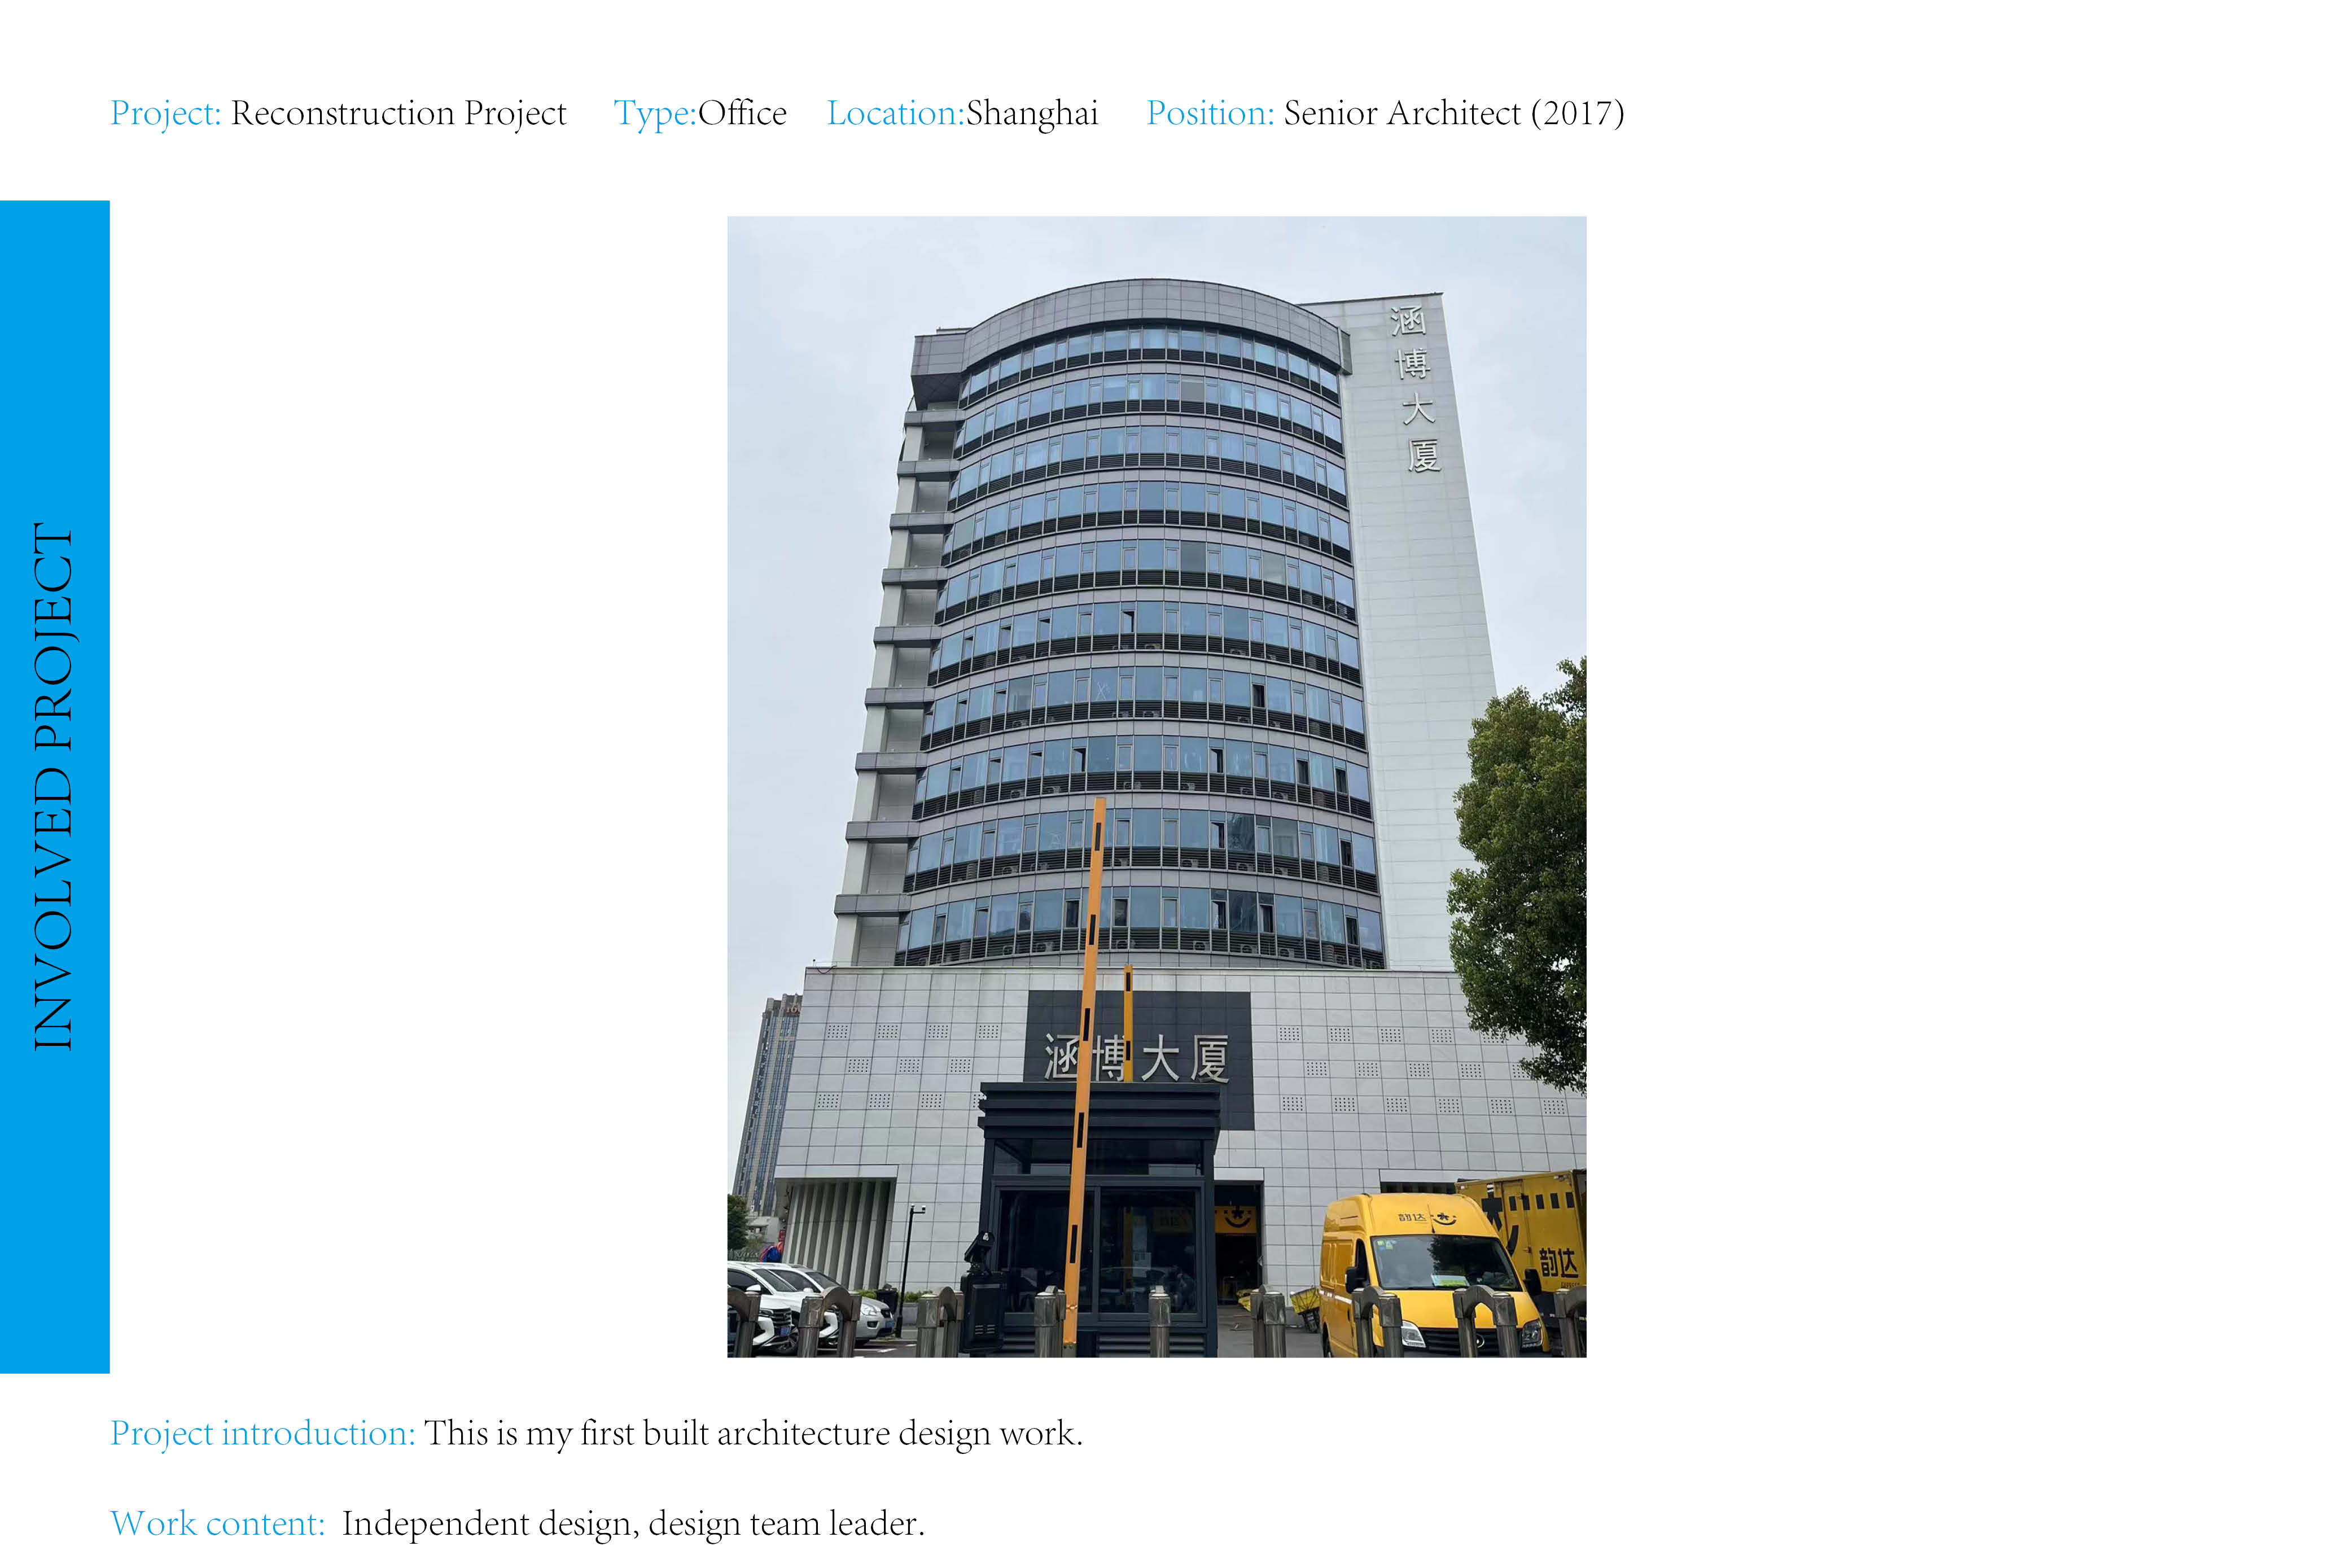 Project: Reconstruction Project Type:Office Location:Shanghai Position: Senior Architect (2017)
INVOLVED PROJECT
涵博大厦
涵博大厦
韵达
韵达
Project introduction: This is my first built architecture design work.
Work content: Independent design, design team leader.